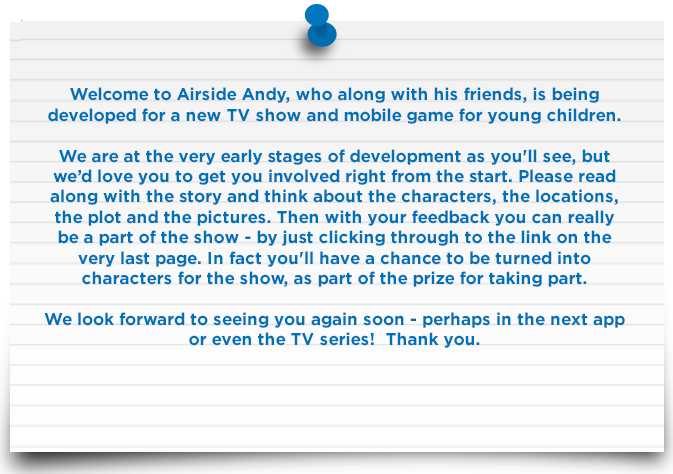 Welcome to Airside Andy, who along with his friends, is being
developed for a new TV show and mobile game for young children.
We are at the very early stages of development as you'll see, but
we'd love you to get you involved right from the start. Please read
along with the story and think about the characters, the locations,
the plot and the pictures. Then with your feedback you can really
be a part of the show - by just clicking through to the link on the
very last page. In fact you'll have a chance to be turned into
characters for the show, as part of the prize for taking part.
We look forward to seeing you again soon - perhaps in the next app
or even the TV series!  Thank you.